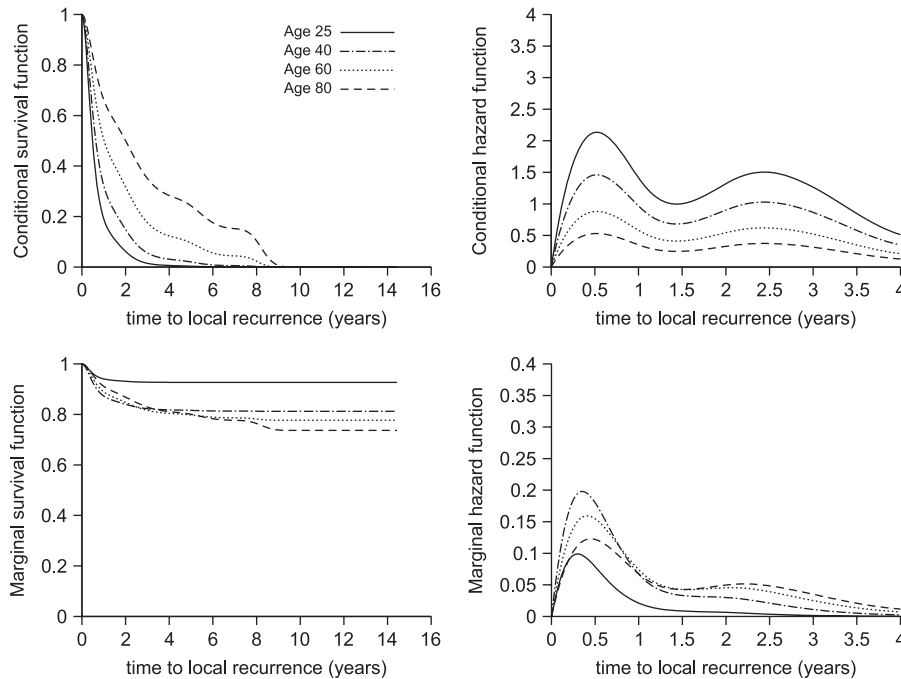 Conditional survival function
1
0.8
0.6
0.4
0.2
0
0 2 4 6 8 10 12 14 16
time to local recurrence (years)
Age 25
Age 40
Age 60
Age 80
Conditional hazard function
4
3.5
3
2.5
2
1.5
1
0.5
0
0 0.5 1 1.5 2 2.5 3 3.5 4
time to local recurrence (years)
Marginal survival function
1
0.8
0.6
0.4
0.2
0
0 2 4 6 8 10 12 14 16
time to local recurrence (years)
Marginal hazard function
0.4
0.35
0.3
0.25
0.2
0.15
0.1
0.05
0
0 0.5 1 1.5 2 2.5 3 3.5 4
time to local recurrence (years)